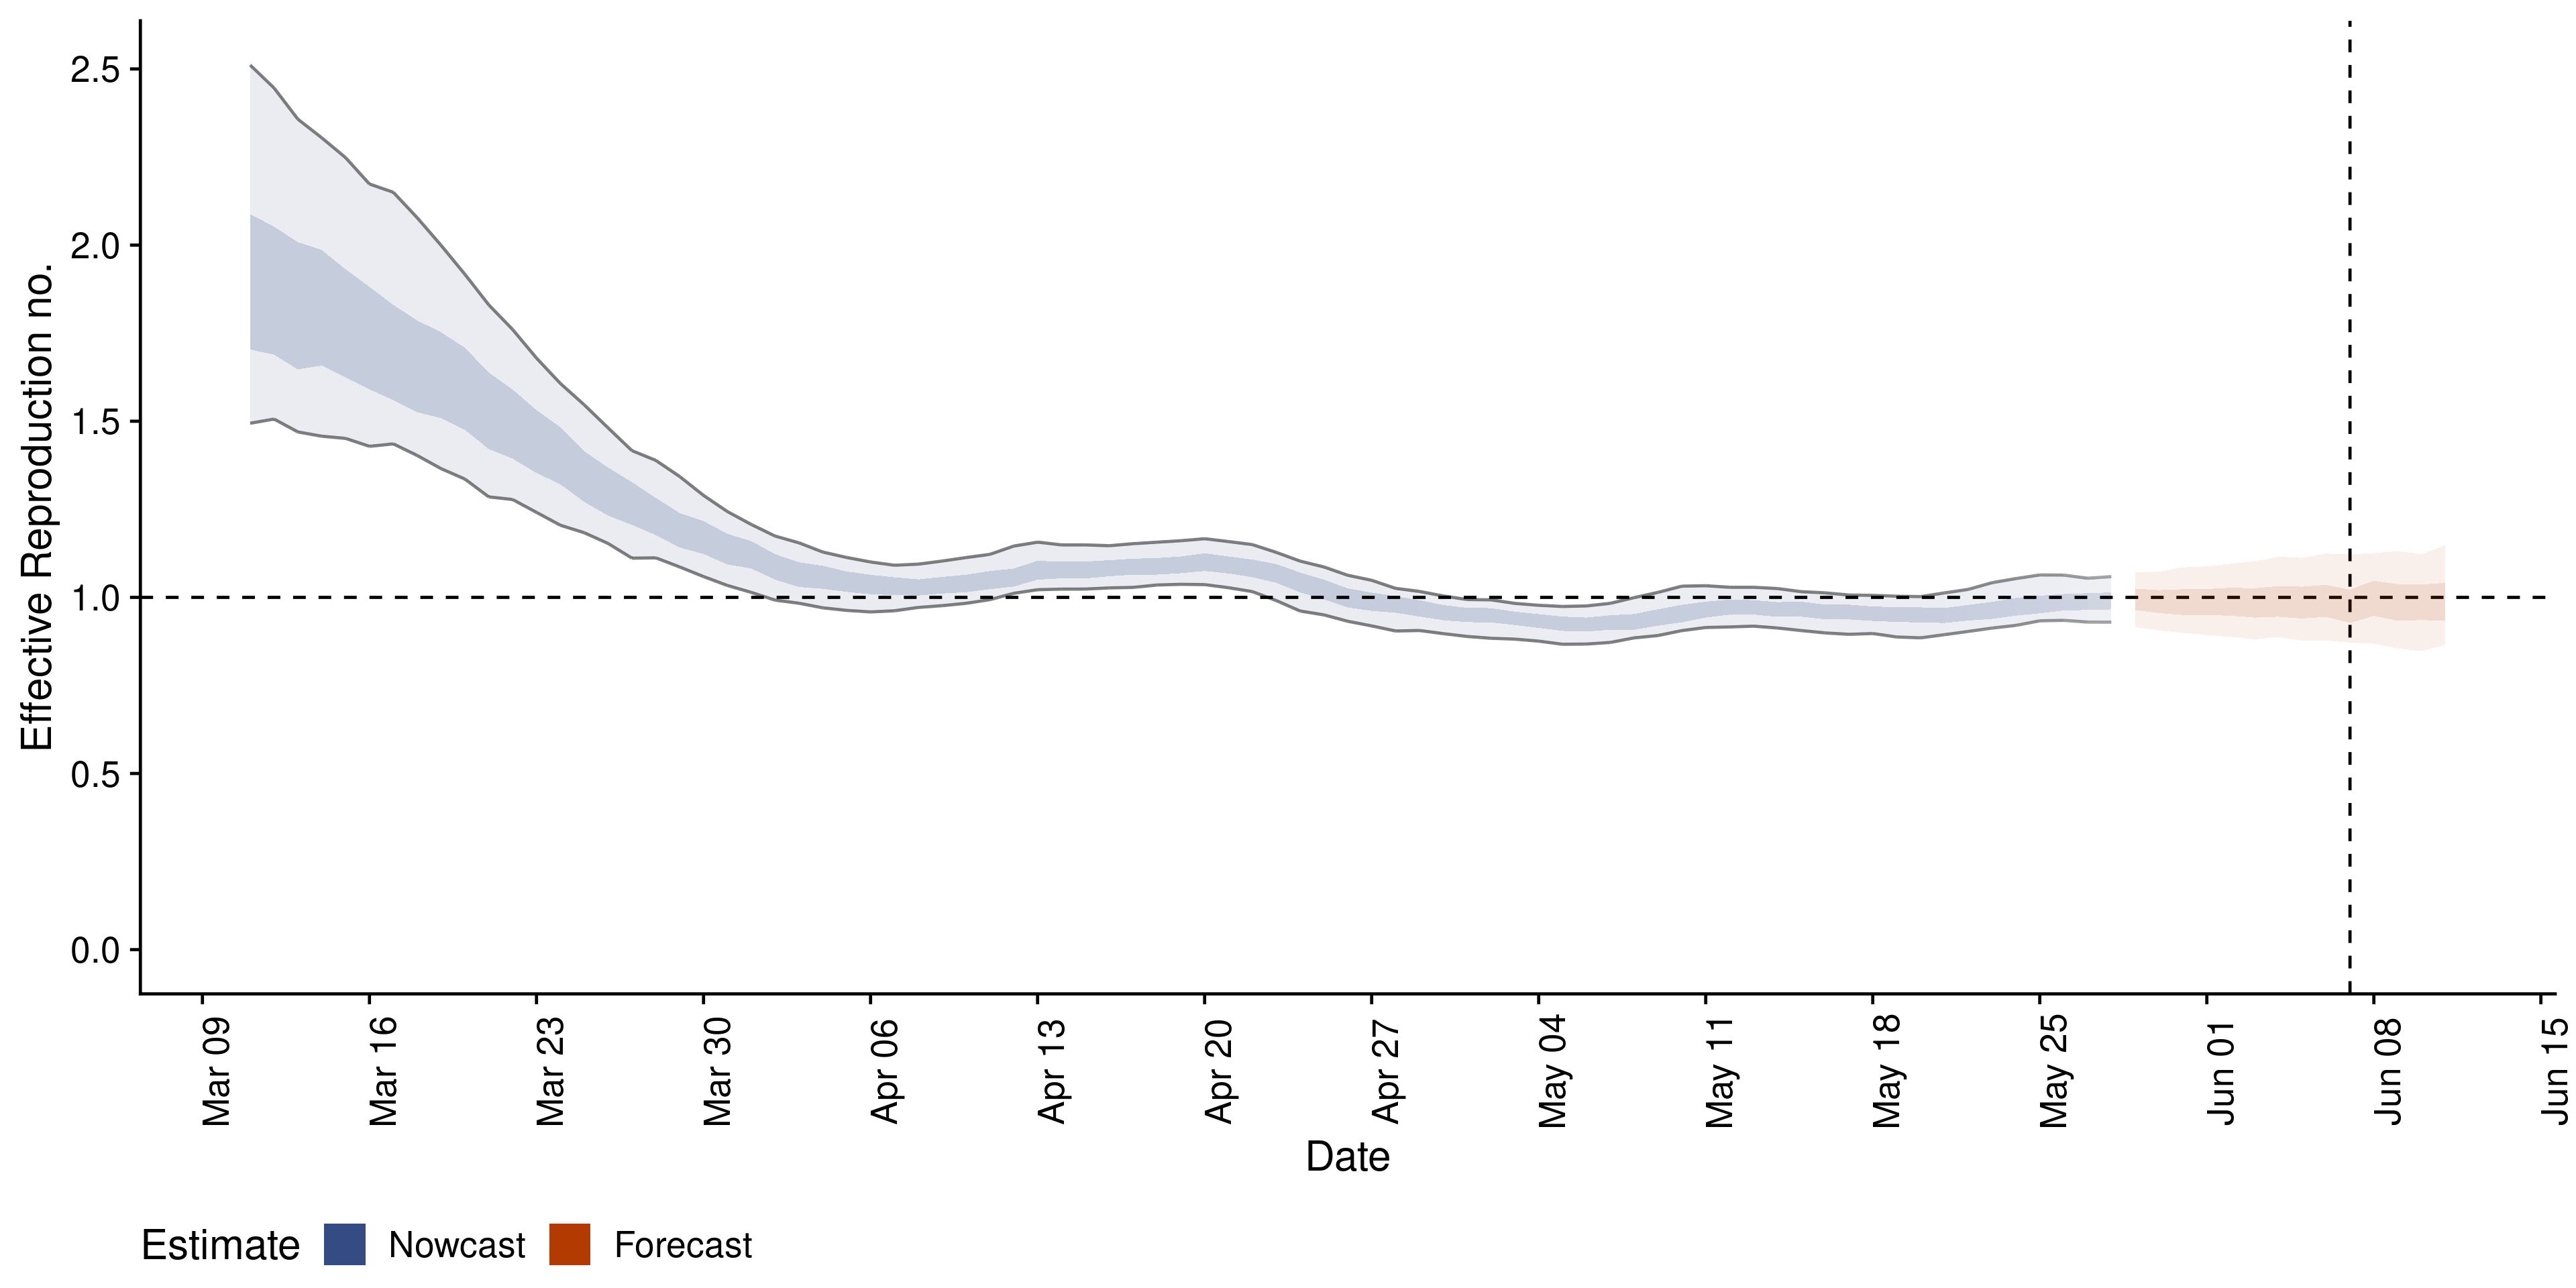 Effective Reproduction no.
2.5
2.0
1.5
1.0
0.5
0.0
Mar 09
Mar 16
Mar 23
Mar 30
Apr 06
Apr 13
Apr 20
Apr 27
May 04
May 11
May 18
May 25
Jun 01
Jun 08
Jun 15
Date
Estimate Nowcast Forecast